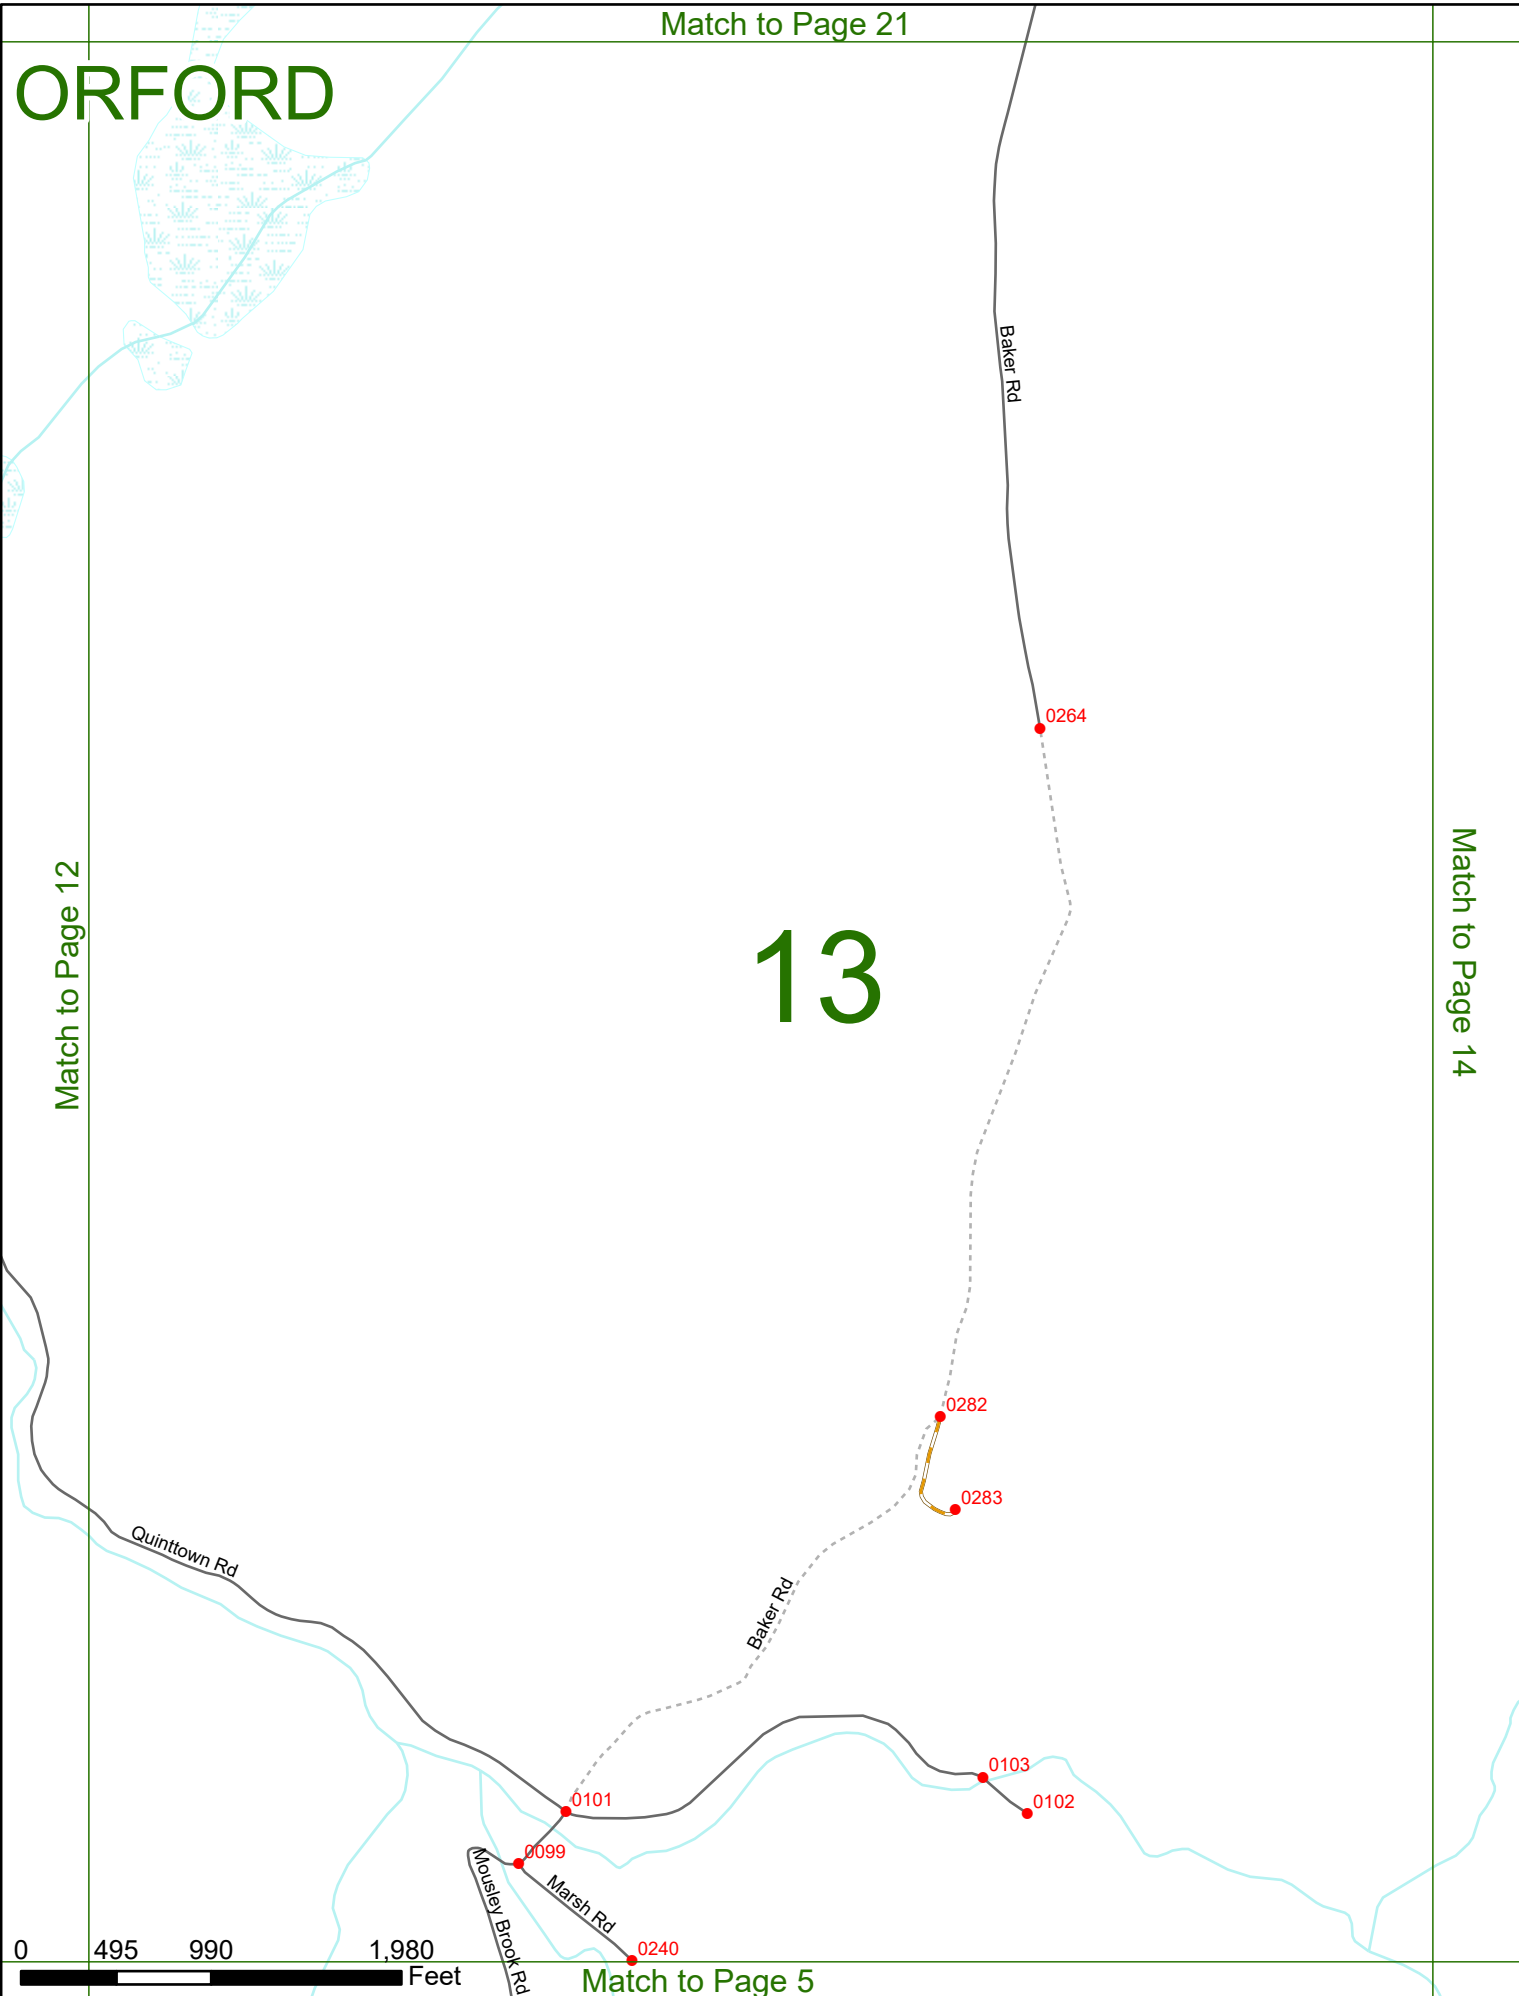 Match to Page 21
ORFORD
Baker Rd
0264
Match to Page 12
Match to Page 14
13
0282
0283
Quinttown Rd
Baker Rd
0103
0101
0102
0099
Mousley Brook Rd
Marsh Rd
0240
0 495 990 1,980
Feet
Match to Page 5